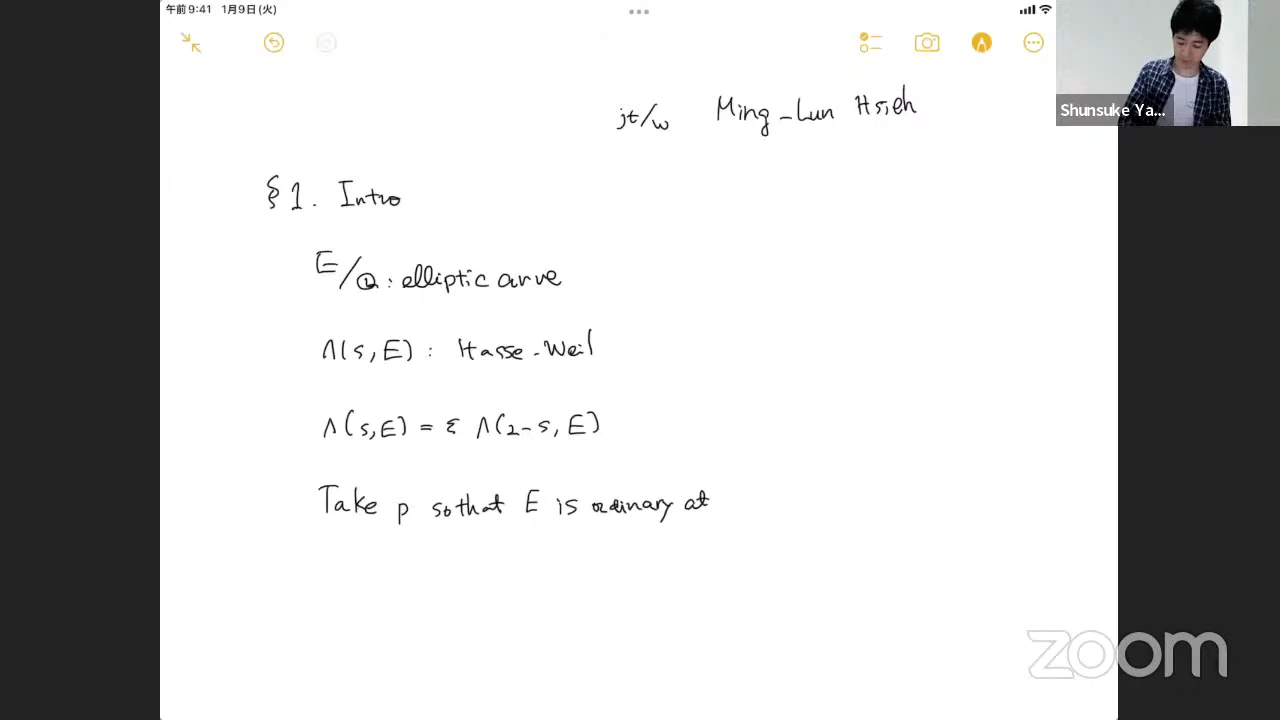 午前9:41 1月9日(火)
Shunsuke Ya...
jt/w Ming-Lun Hsieh
§1. Intro
E/ℚ : elliptic curve
Λ(s, E) : Hasse-Weil
Λ(s, E) = ε Λ(2-s, E)
Take p so that E is ordinary at
zoom